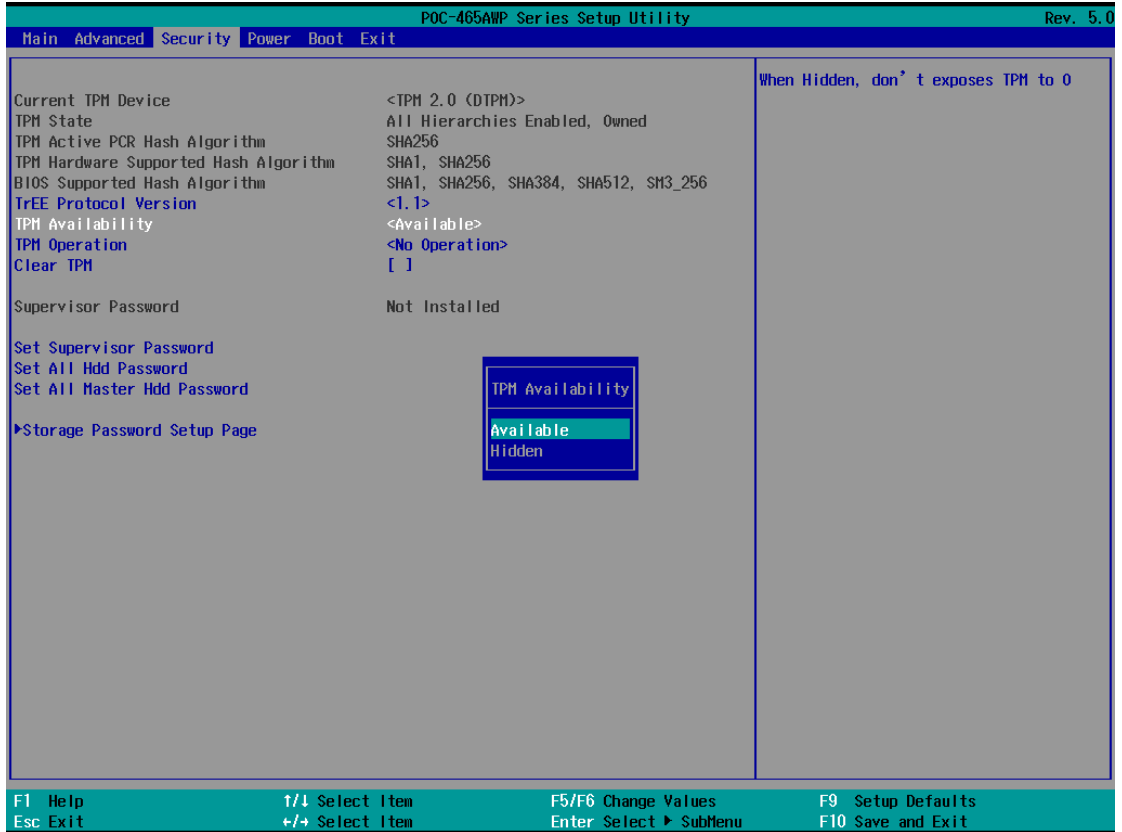 POC-465AWP Series Setup Utility Rev. 5.0
Main Advanced Security Power Boot Exit
When Hidden, don't exposes TPM to 0
Current TPM Device <TPM 2.0 (DTPM)>
TPM State All Hierarchies Enabled, Owned
TPM Active PCR Hash Algorithm SHA256
TPM Hardware Supported Hash Algorithm SHA1, SHA256
BIOS Supported Hash Algorithm SHA1, SHA256, SHA384, SHA512, SM3_256
TrEE Protocol Version <1.1>
TPM Availability <Available>
TPM Operation <No Operation>
Clear TPM [ ]
Supervisor Password Not Installed
Set Supervisor Password
Set All Hdd Password
Set All Master Hdd Password
▶Storage Password Setup Page
TPM Availability
Available
Hidden
F1 Help ↑/↓ Select Item F5/F6 Change Values F9 Setup Defaults
Esc Exit ←/→ Select Item Enter Select ▶ SubMenu F10 Save and Exit